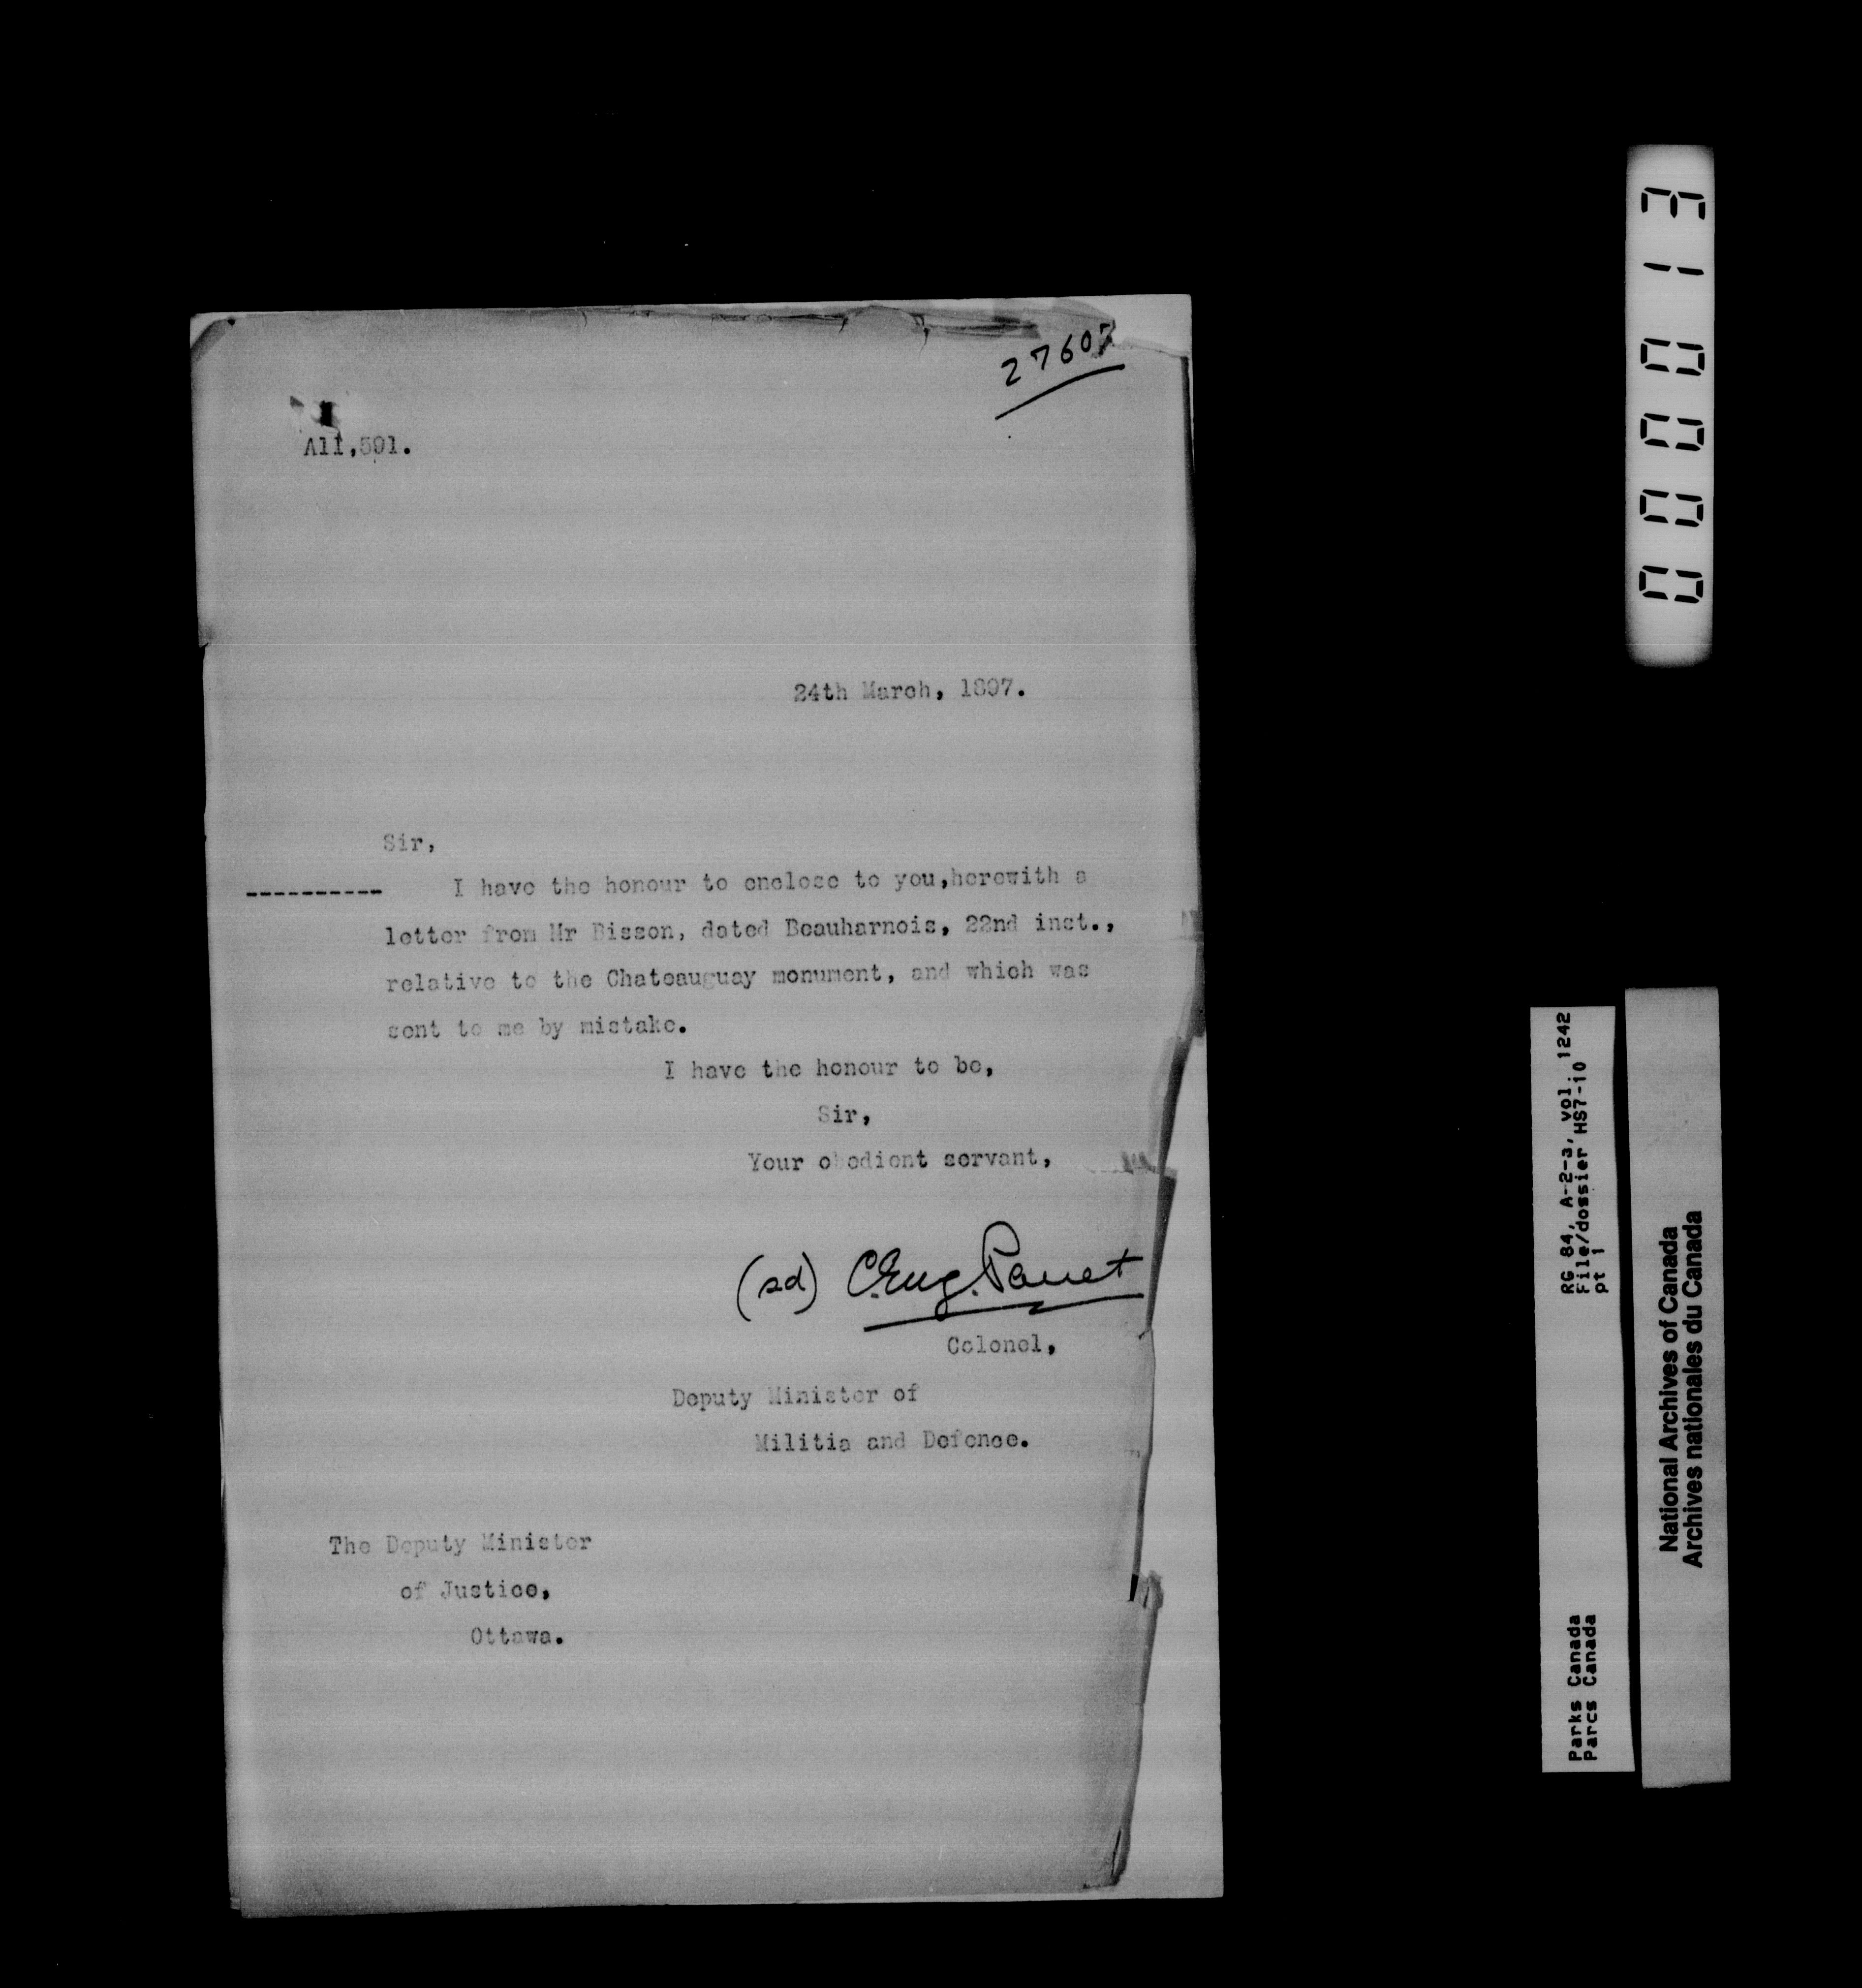 27607
A11,591.
24th March, 1897.
Sir,
---------- I have the honour to enclose to you,herewith a
letter from Mr Bisson, dated Beauharnois, 22nd inst.,
relative to the Chateauguay monument, and which was
sent to me by mistake.
I have the honour to be,
Sir,
Your obedient servant,
(sd) C. Eug. Panet
Colonel,
Deputy Minister of
Militia and Defence.
The Deputy Minister
of Justice,
Ottawa.
000013
RG 84, A-2-a, vol. 1242
File/dossier HS7-10
pt 1
Parks Canada
Parcs Canada
National Archives of Canada
Archives nationales du Canada